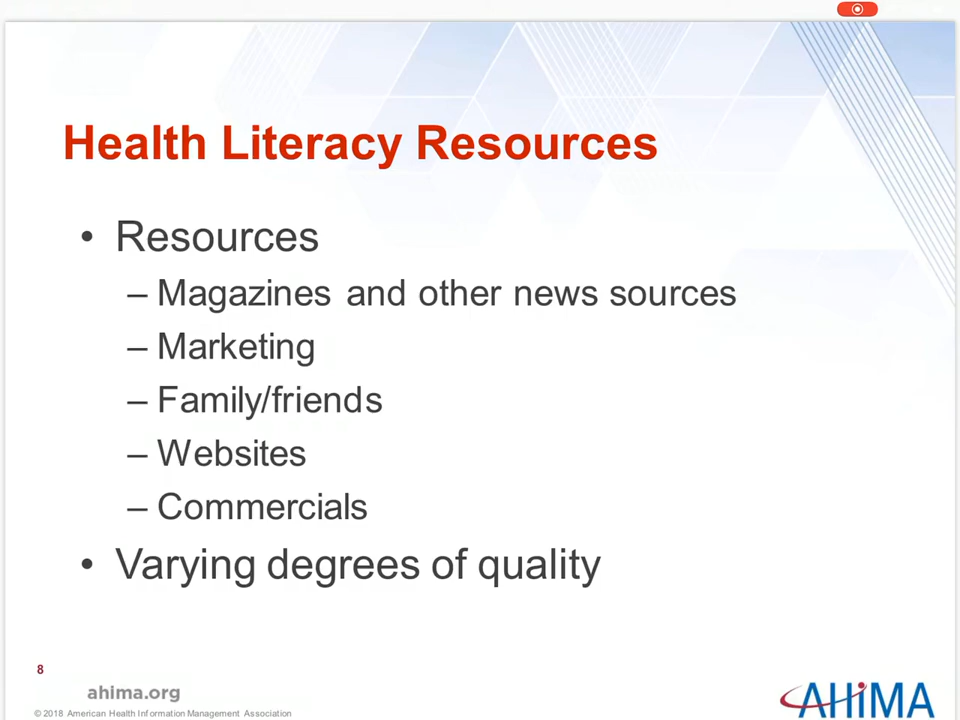 Health Literacy Resources
• Resources
– Magazines and other news sources
– Marketing
– Family/friends
– Websites
– Commercials
• Varying degrees of quality
8
ahima.org
© 2018 American Health Information Management Association
AHIMA